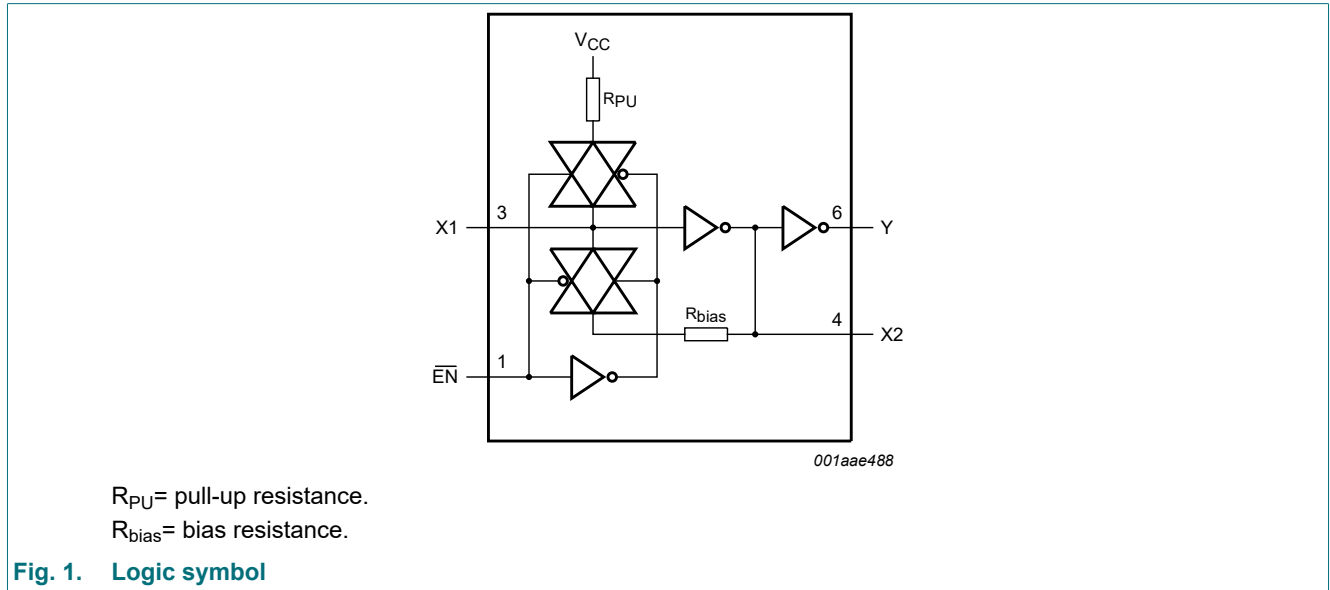 VCC
RPU
X1
3
6
Y
Rbias
4
X2
EN
1
001aae488
RPU= pull-up resistance.
Rbias= bias resistance.
Fig. 1. Logic symbol